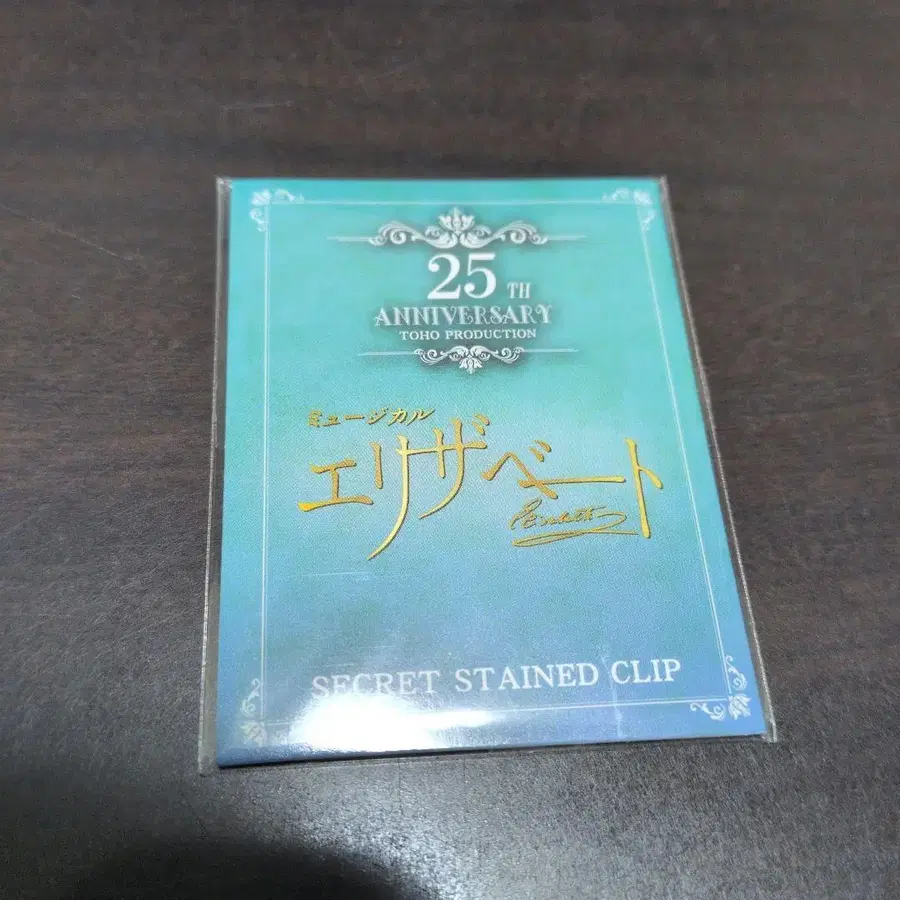 25TH
ANNIVERSARY
TOHO PRODUCTION
ミュージカル
エリザベート
SECRET STAINED CLIP